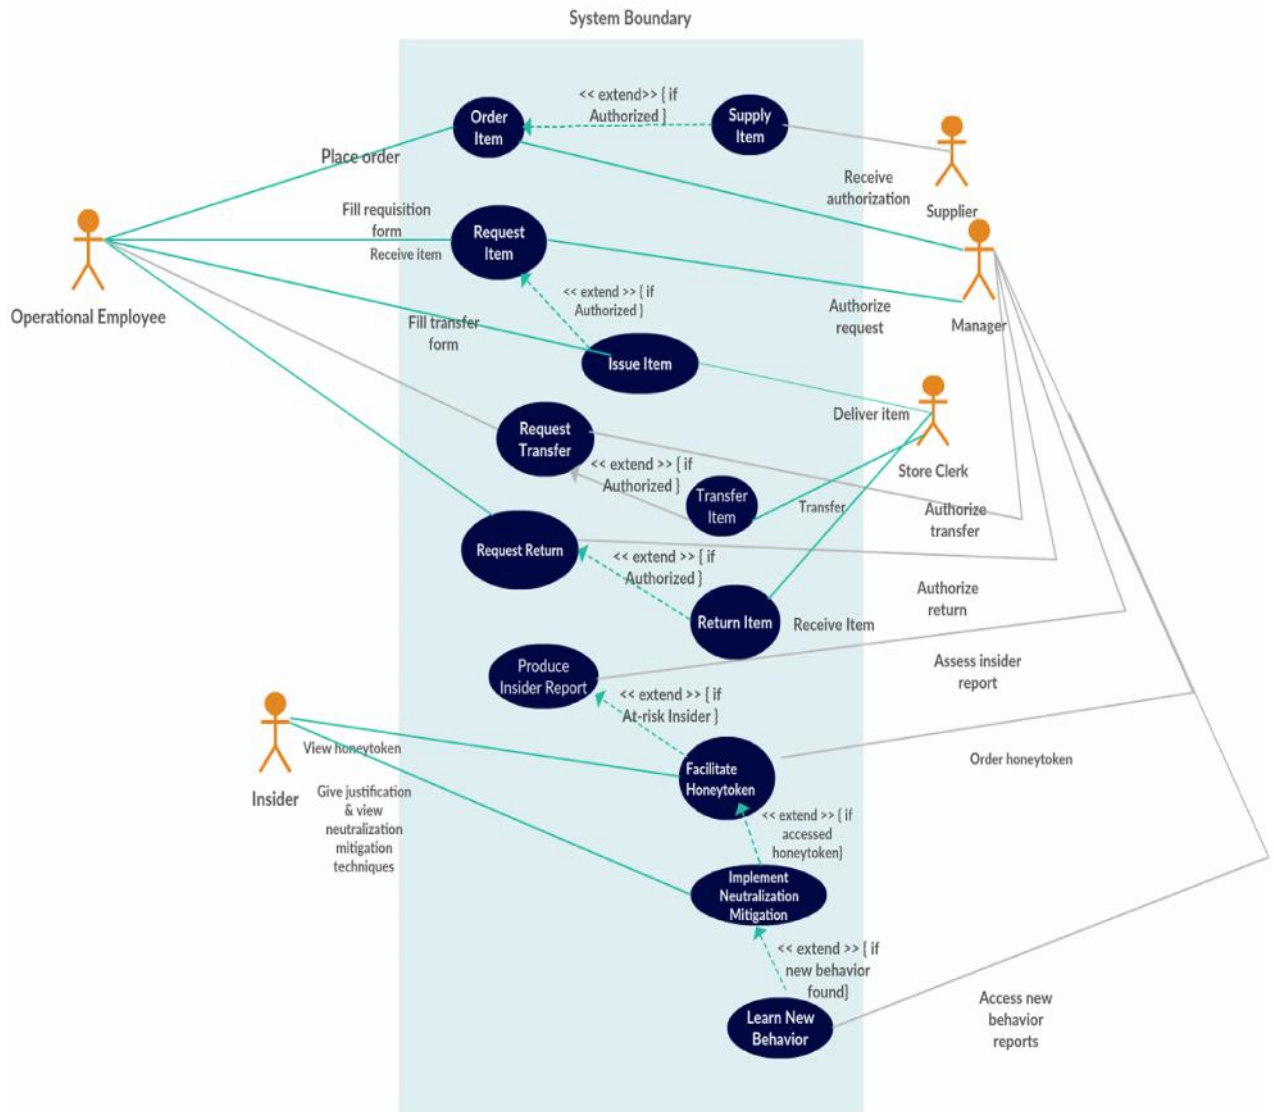 System Boundary
<< extend>> { if
Authorized }
Order
Item
Supply
Item
Place order
Receive
authorization
Supplier
Fill requisition
form
Receive item
Request
Item
<< extend >> { if
Authorized }
Operational Employee
Authorize
request
Manager
Fill transfer
form
Issue Item
Deliver item
Request
Transfer
<< extend >> { if
Authorized }
Store Clerk
Transfer
Item
Transfer
Authorize
transfer
Request Return
<< extend >> { if
Authorized }
Authorize
return
Return Item
Receive Item
Produce
Insider Report
Assess insider
report
<< extend >> { if
At-risk Insider }
View honeytoken
Insider
Facilitate
Honeytoken
Order honeytoken
Give justification
& view
neutralization
mitigation
techniques
<< extend >> { if
accessed
honeytoken}
Implement
Neutralization
Mitigation
<< extend >> { if
new behavior
found}
Learn New
Behavior
Access new
behavior
reports